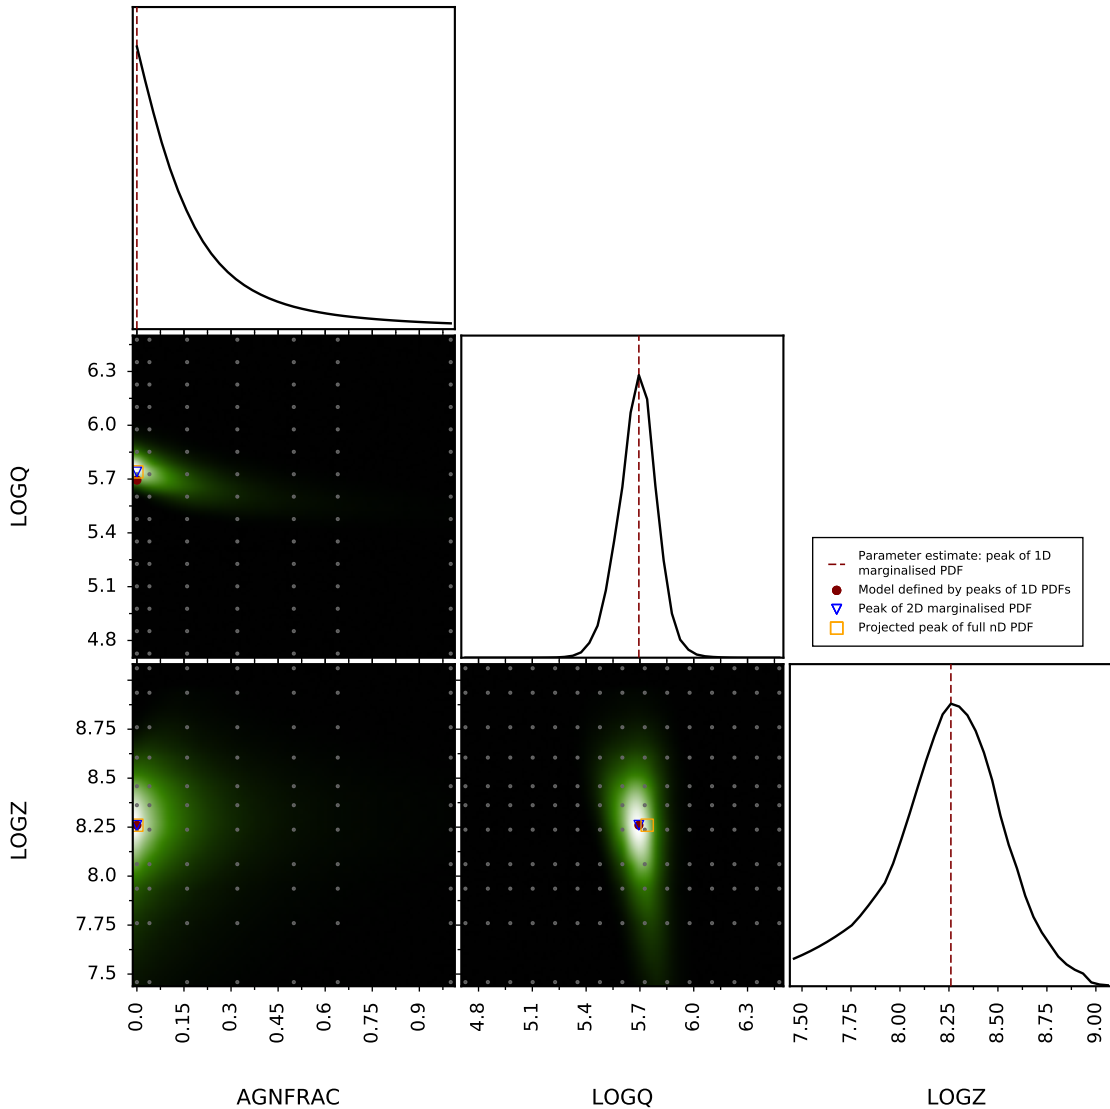 LOGQ
6.3
6.0
5.7
5.4
5.1
4.8
Parameter estimate: peak of 1D
marginalised PDF
Model defined by peaks of 1D PDFs
Peak of 2D marginalised PDF
Projected peak of full nD PDF
LOGZ
8.75
8.5
8.25
8.0
7.75
7.5
0.0 0.15 0.3 0.45 0.6 0.75 0.9
4.8 5.1 5.4 5.7 6.0 6.3
7.50 7.75 8.00 8.25 8.50 8.75 9.00
AGNFRAC
LOGQ
LOGZ